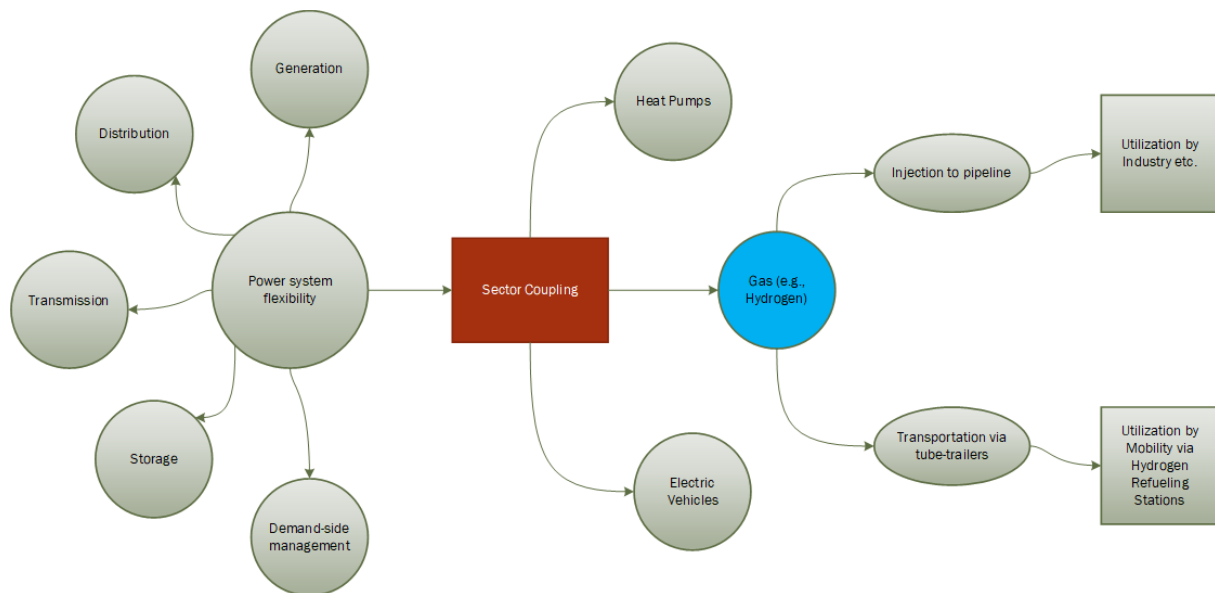 Generation
Distribution
Transmission
Power system
flexibility
Storage
Demand-side
management
Sector Coupling
Heat Pumps
Electric
Vehicles
Gas (e.g.,
Hydrogen)
Injection to pipeline
Utilization by
Industry etc.
Transportation via
tube-trailers
Utilization by
Mobility via
Hydrogen
Refueling
Stations